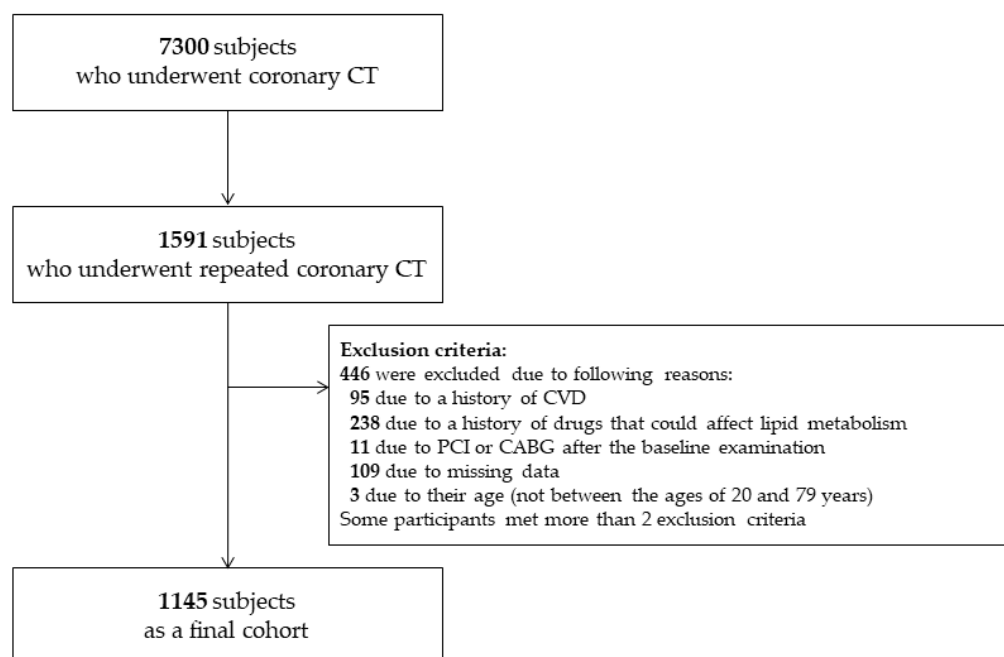 7300 subjects
who underwent coronary CT
1591 subjects
who underwent repeated coronary CT
Exclusion criteria:
446 were excluded due to following reasons:
95 due to a history of CVD
238 due to a history of drugs that could affect lipid metabolism
11 due to PCI or CABG after the baseline examination
109 due to missing data
3 due to their age (not between the ages of 20 and 79 years)
Some participants met more than 2 exclusion criteria
1145 subjects
as a final cohort